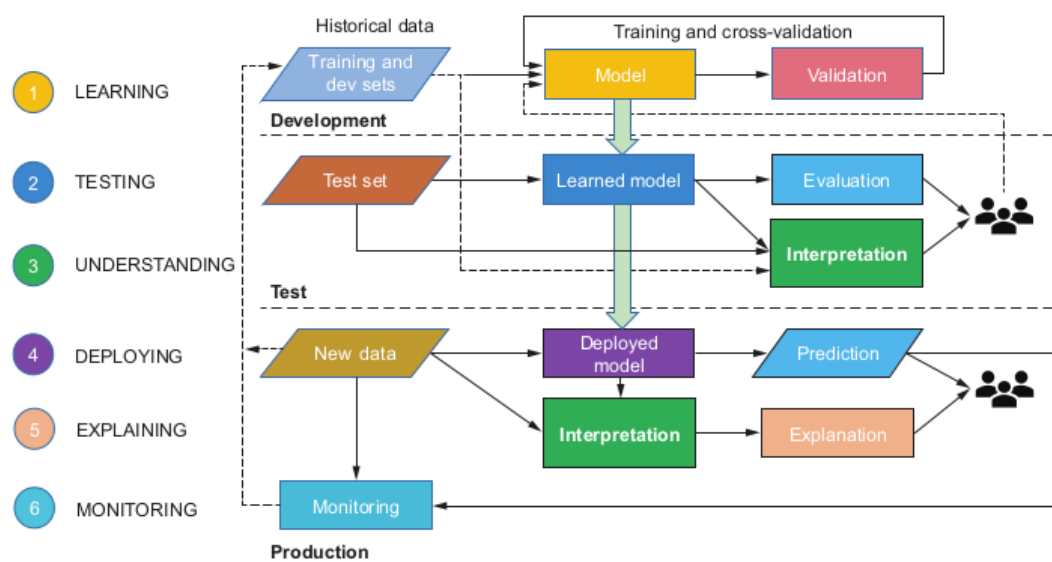 Historical data
Training and cross-validation
Training and
dev sets
Model
Validation
1
LEARNING
Development
2
TESTING
Test set
Learned model
Evaluation
3
UNDERSTANDING
Interpretation
Test
4
DEPLOYING
New data
Deployed
model
Prediction
5
EXPLAINING
Interpretation
Explanation
6
MONITORING
Monitoring
Production